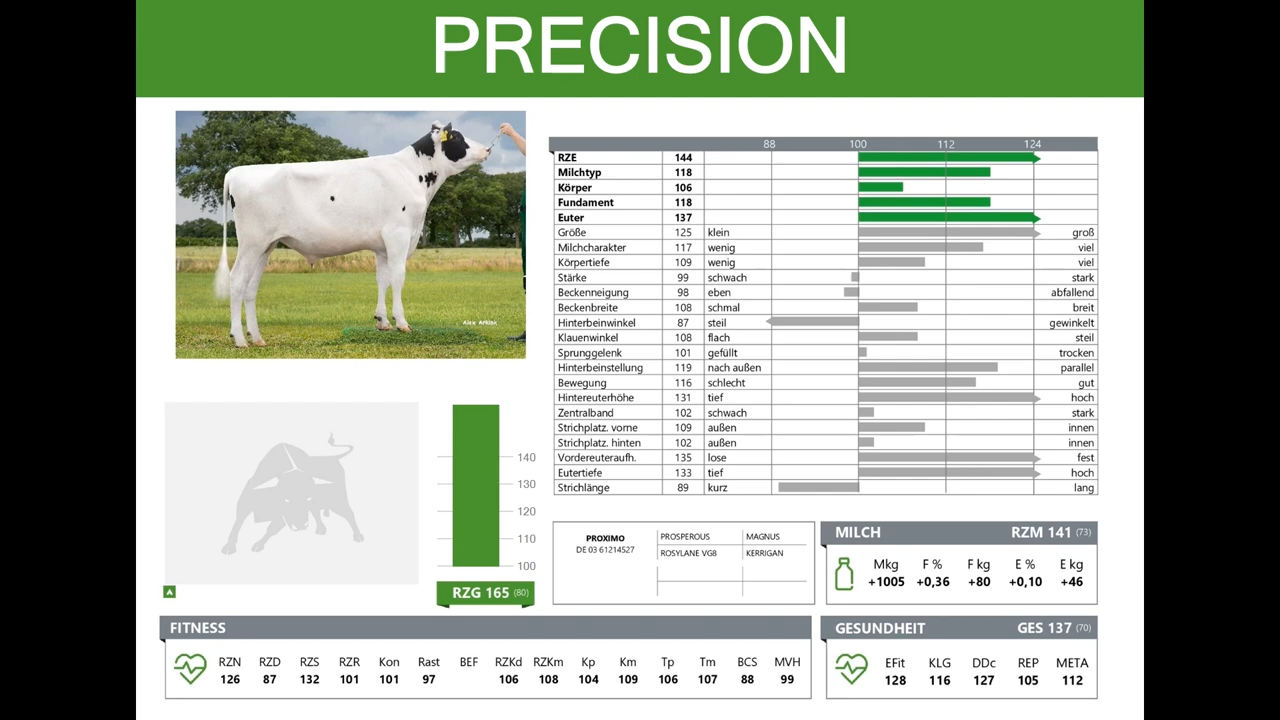 PRECISION
Alex Arkink
88 100 112 124
RZE 144
Milchtyp 118
Körper 106
Fundament 118
Euter 137
Größe 125 klein groß
Milchcharakter 117 wenig viel
Körpertiefe 109 wenig viel
Stärke 99 schwach stark
Beckenneigung 98 eben abfallend
Beckenbreite 108 schmal breit
Hinterbeinwinkel 87 steil gewinkelt
Klauenwinkel 108 flach steil
Sprunggelenk 101 gefüllt trocken
Hinterbeinstellung 119 nach außen parallel
Bewegung 116 schlecht gut
Hintereuterhöhe 131 tief hoch
Zentralband 102 schwach stark
Strichplatz. vorne 109 außen innen
Strichplatz. hinten 102 außen innen
Vordereuteraufh. 135 lose fest
Eutertiefe 133 tief hoch
Strichlänge 89 kurz lang
140
130
120
110
100
RZG 165 (80)
PROXIMO
DE 03 61214527
PROSPEROUS MAGNUS
ROSYLANE VG8 KERRIGAN
MILCH RZM 141 (73)
Mkg F % F kg E % E kg
+1005 +0,36 +80 +0,10 +46
FITNESS
RZN RZD RZS RZR Kon Rast BEF RZKd RZKm Kp Km Tp Tm BCS MVH
126 87 132 101 101 97 106 108 104 109 106 107 88 99
GESUNDHEIT GES 137 (70)
EFit KLG DDc REP META
128 116 127 105 112